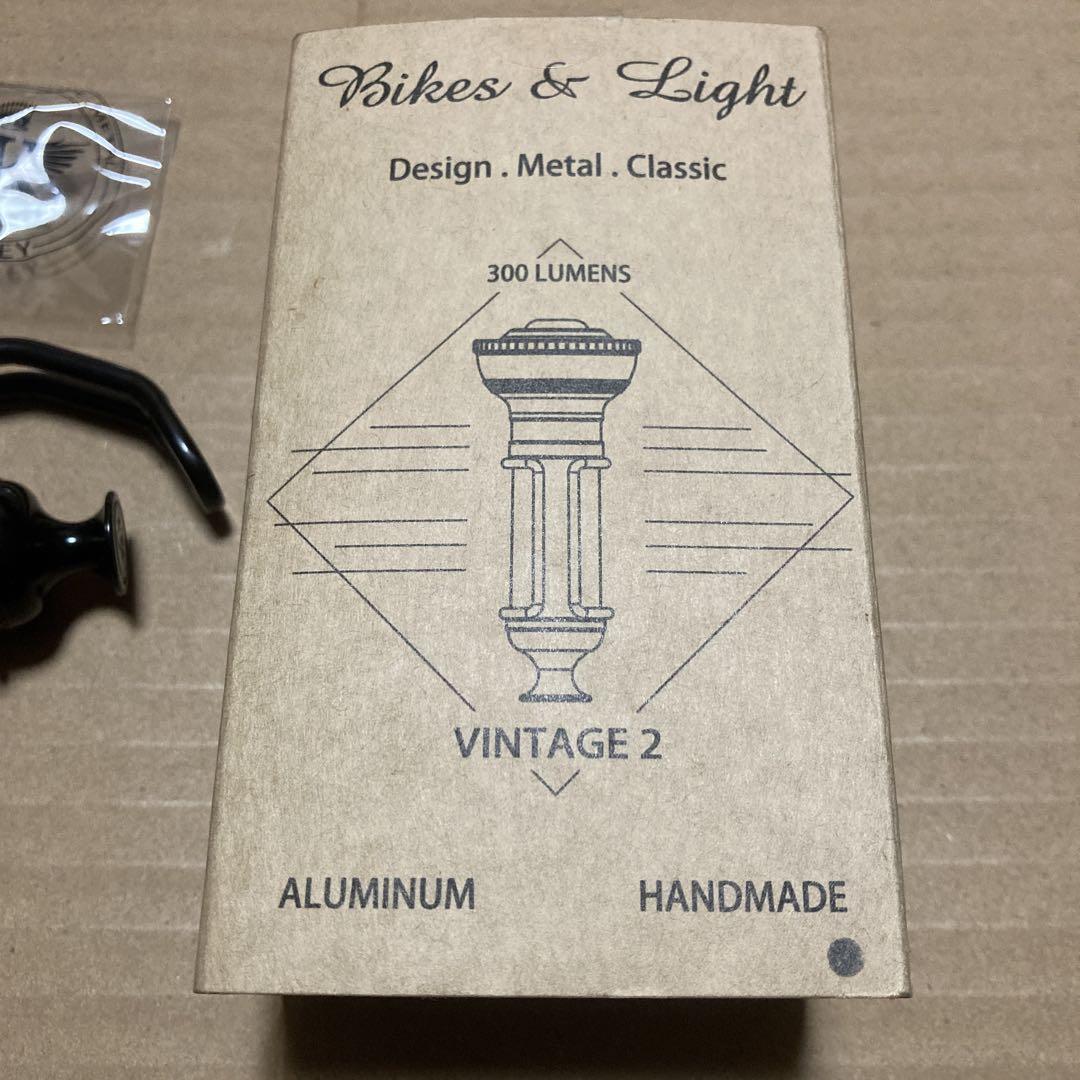 Bikes & Light
Design . Metal . Classic
300 LUMENS
VINTAGE 2
ALUMINUM
HANDMADE